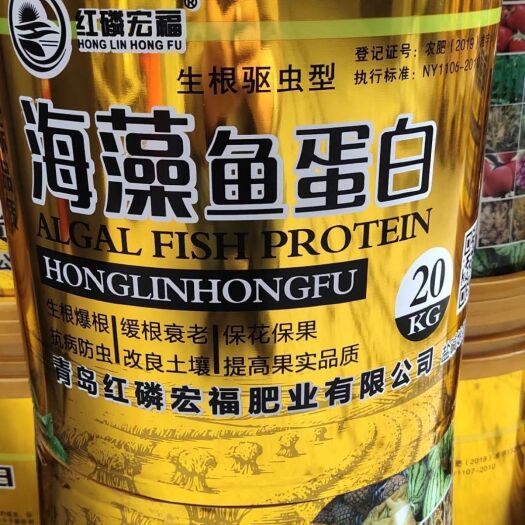 红磷宏福
HONG LIN HONG FU
登记证号：农肥（2019）
执行标准：NY1106-2010
生根驱虫型
海藻鱼蛋白
ALGAL FISH PROTEIN
HONGLINHONGFU
20
KG
生根爆根 缓根衰老 保花保果
抗病防虫 改良土壤 提高果实品质
青岛红磷宏福肥业有限公司